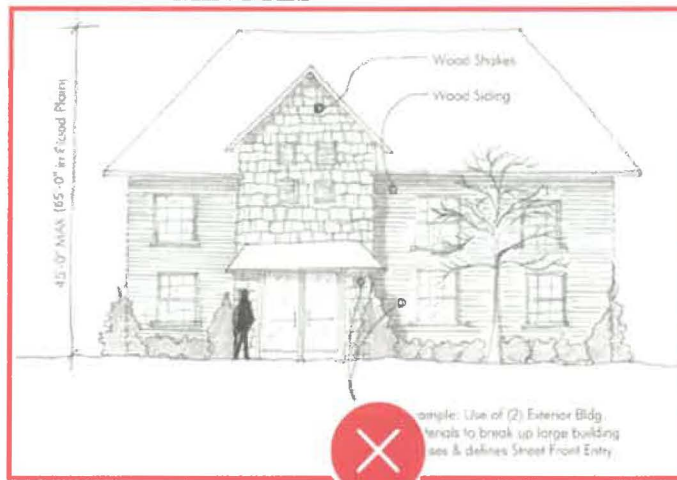 Wood Shakes
Wood Siding
45'-0" MAX (65'-0" in Flood Plain)
ample: Use of (2) Exterior Bldg.
terials to break up large building
ses & defines Street Front Entry